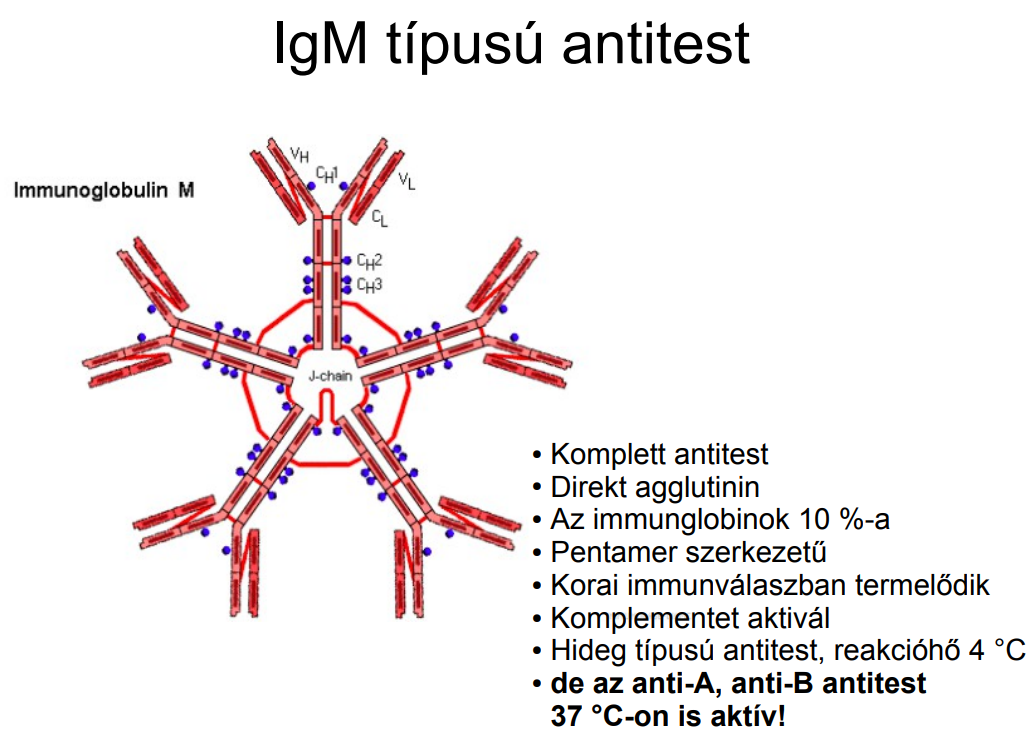 IgM típusú antitest
Immunoglobulin M
VH
CH1
VL
CL
CH2
CH3
J-chain
• Komplett antitest
• Direkt agglutinin
• Az immunglobinok 10 %-a
• Pentamer szerkezetű
• Korai immunválaszban termelődik
• Komplementet aktivál
• Hideg típusú antitest, reakcióhő 4 °C
• de az anti-A, anti-B antitest
37 °C-on is aktív!